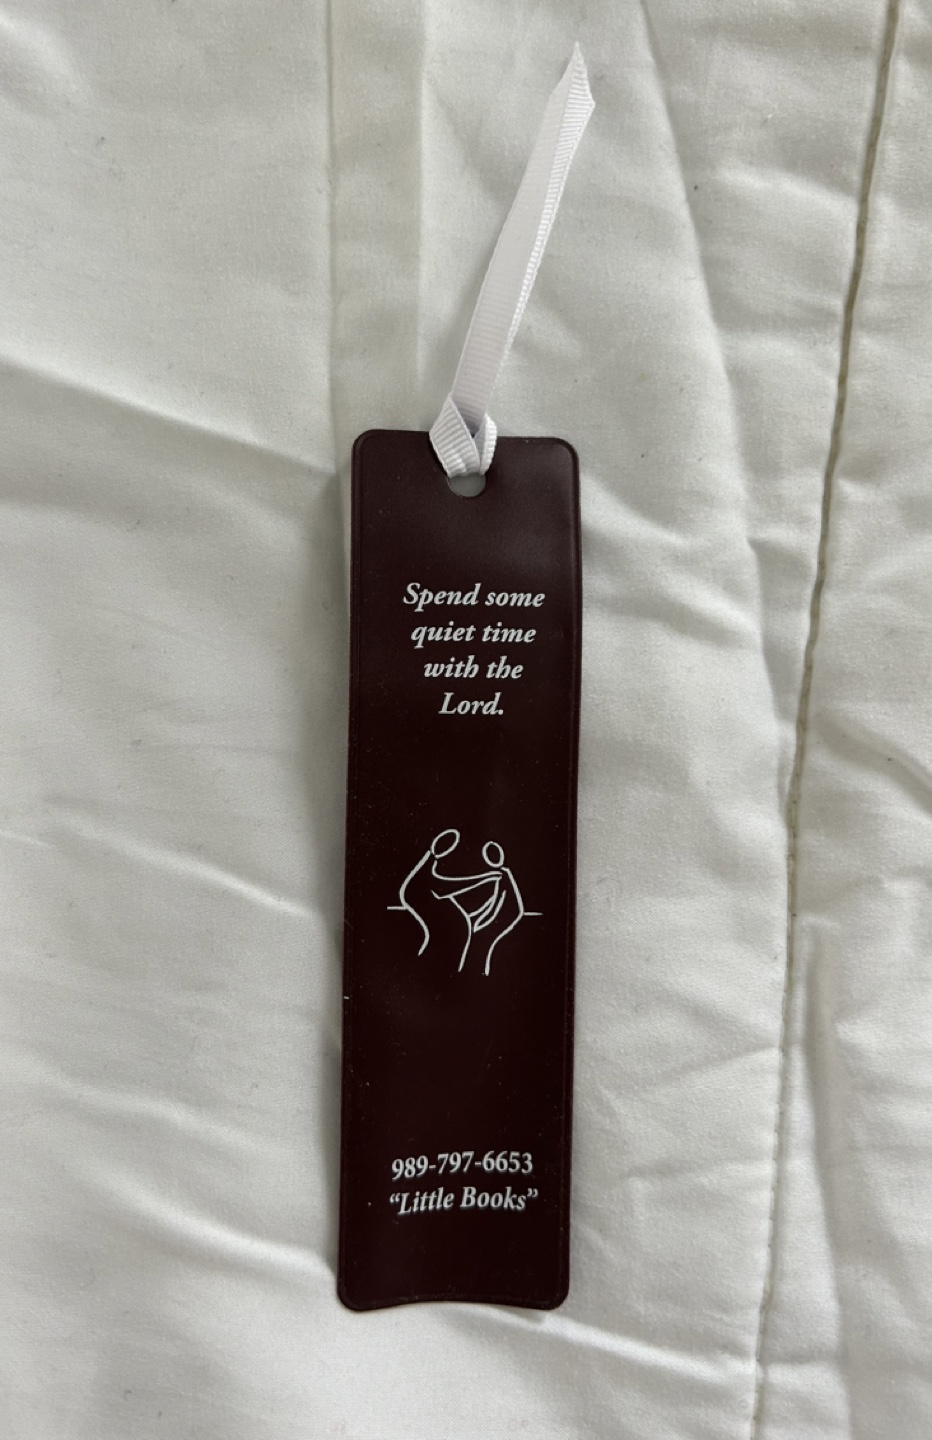 Spend some
quiet time
with the
Lord.
989-797-6653
“Little Books”